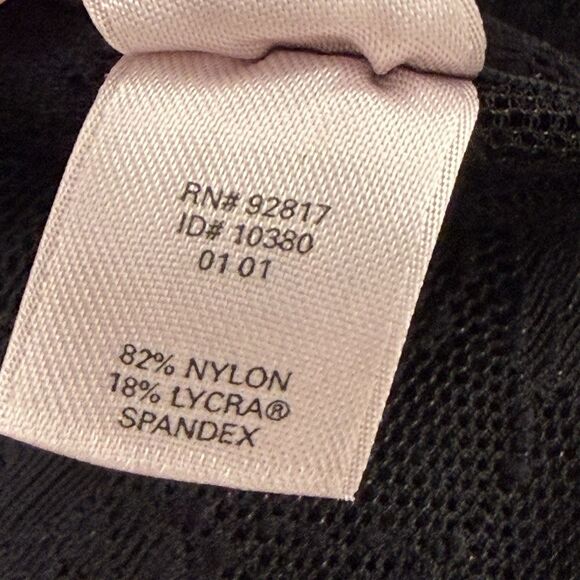 RN# 92817
ID# 10380
01 01
82% NYLON
18% LYCRA®
SPANDEX